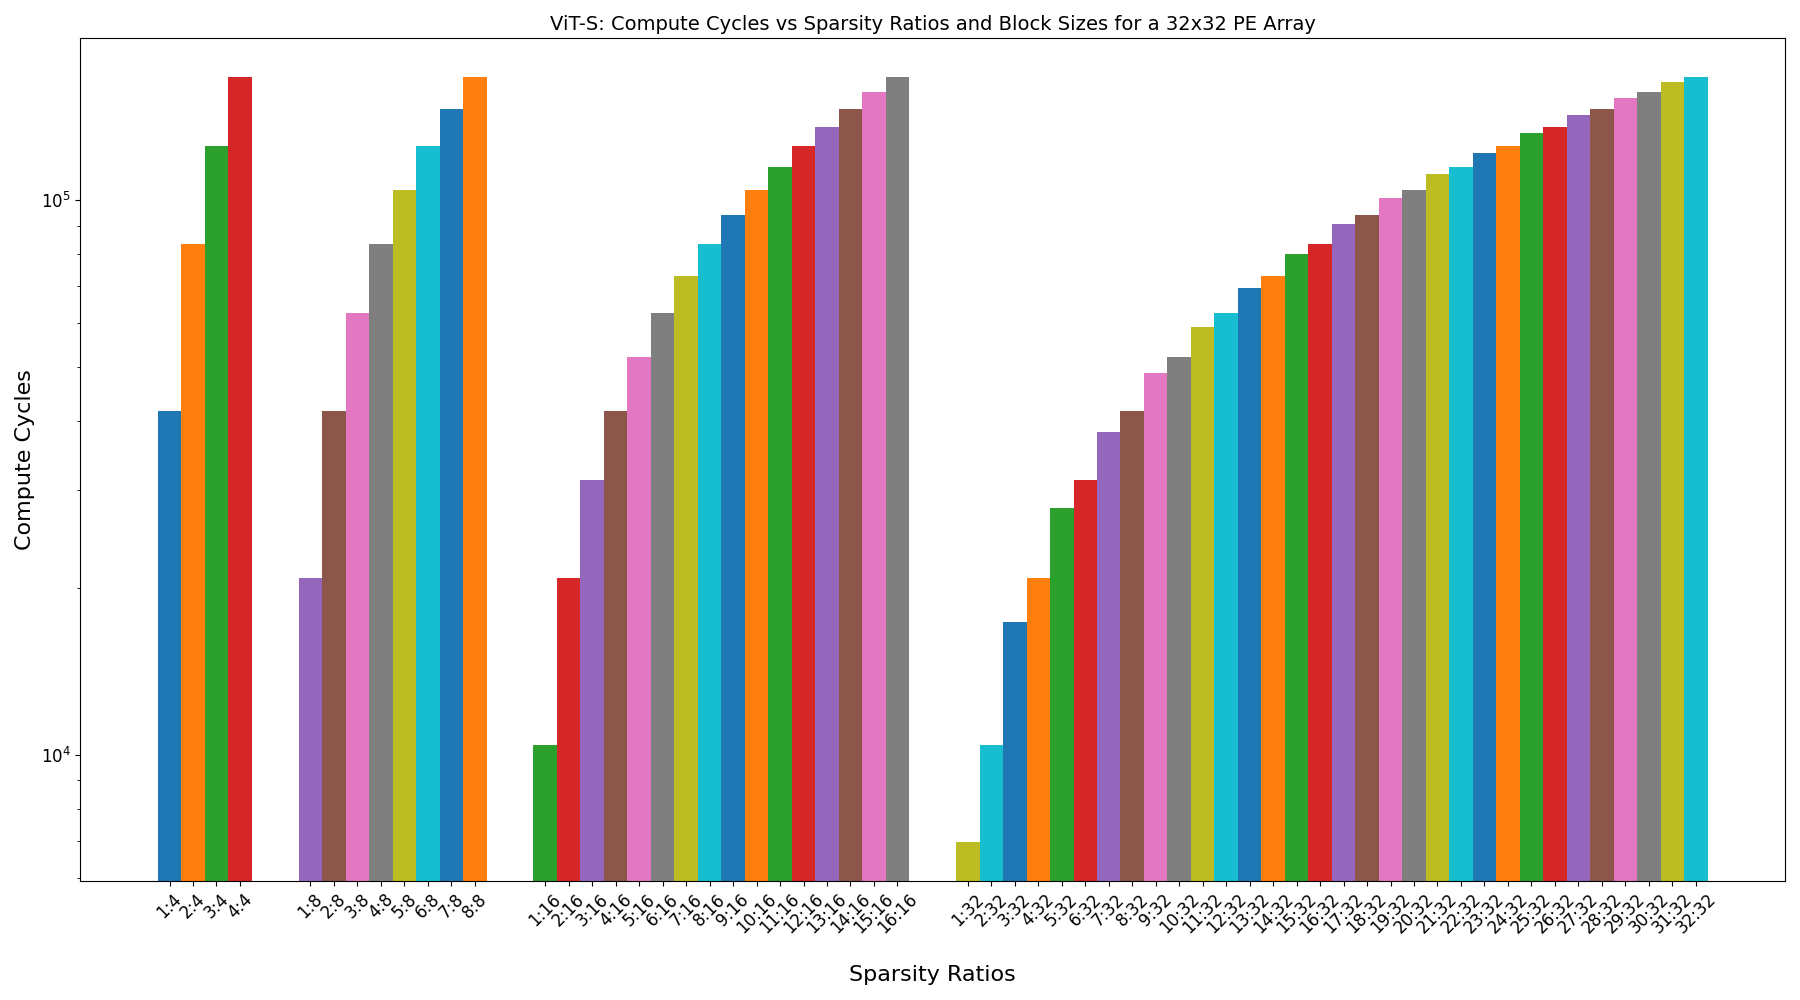 ViT-S: Compute Cycles vs Sparsity Ratios and Block Sizes for a 32x32 PE Array
Compute Cycles
10⁵
10⁴
1:4 2:4 3:4 4:4 1:8 2:8 3:8 4:8 5:8 6:8 7:8 8:8 1:16 2:16 3:16 4:16 5:16 6:16 7:16 8:16 9:16 10:16 11:16 12:16 13:16 14:16 15:16 16:16 1:32 2:32 3:32 4:32 5:32 6:32 7:32 8:32 9:32 10:32 11:32 12:32 13:32 14:32 15:32 16:32 17:32 18:32 19:32 20:32 21:32 22:32 23:32 24:32 25:32 26:32 27:32 28:32 29:32 30:32 31:32 32:32
Sparsity Ratios